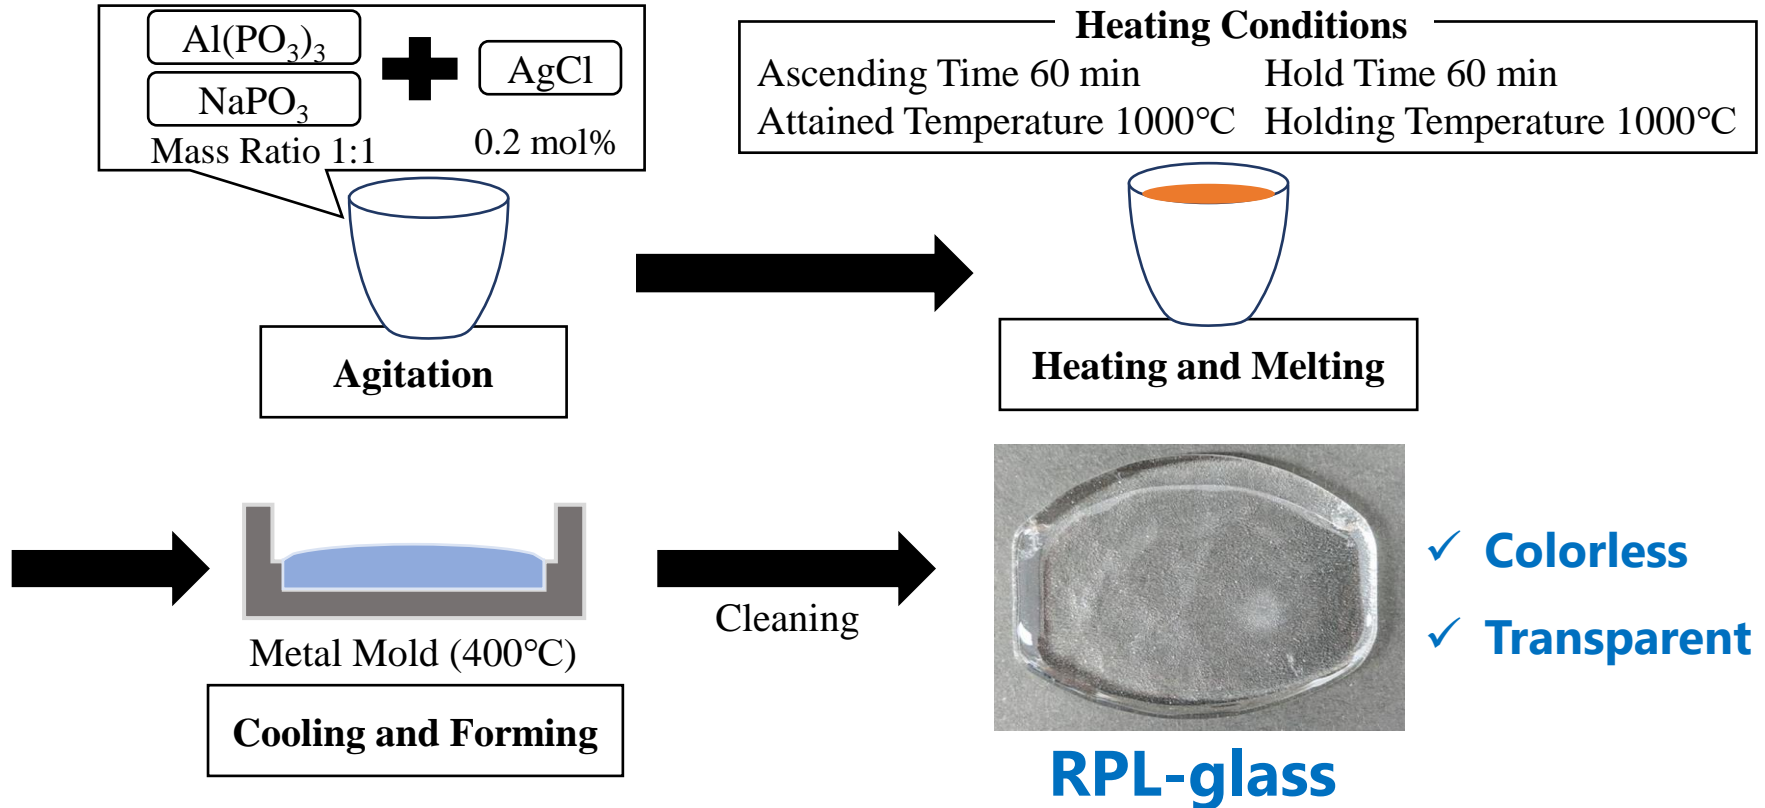 Al(PO₃)₃
NaPO₃
Mass Ratio 1:1
AgCl
0.2 mol%
Agitation
Heating Conditions
Ascending Time 60 min Hold Time 60 min
Attained Temperature 1000°C Holding Temperature 1000°C
Heating and Melting
Metal Mold (400°C)
Cooling and Forming
Cleaning
✓ Colorless
✓ Transparent
RPL-glass